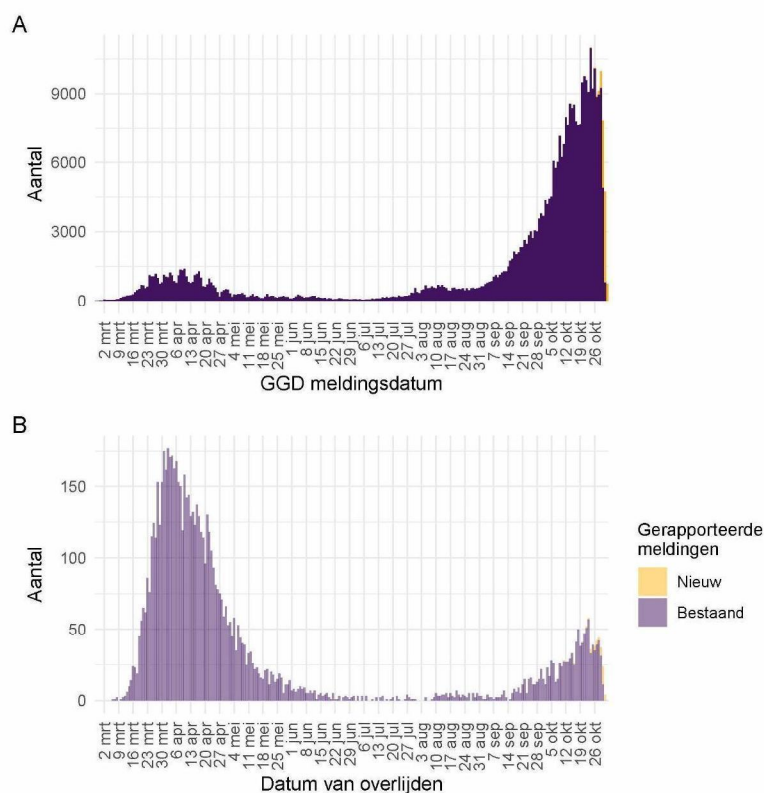 A
Aantal
9000
6000
3000
0
2 mrt
9 mrt
16 mrt
23 mrt
30 mrt
6 apr
13 apr
20 apr
27 apr
4 mei
11 mei
18 mei
25 mei
1 jun
8 jun
15 jun
22 jun
29 jun
6 jul
13 jul
20 jul
27 jul
3 aug
10 aug
17 aug
24 aug
31 aug
7 sep
14 sep
21 sep
28 sep
5 okt
12 okt
19 okt
26 okt
GGD meldingsdatum
B
Aantal
150
100
50
0
2 mrt
9 mrt
16 mrt
23 mrt
30 mrt
6 apr
13 apr
20 apr
27 apr
4 mei
11 mei
18 mei
25 mei
1 jun
8 jun
15 jun
22 jun
29 jun
6 jul
13 jul
20 jul
27 jul
3 aug
10 aug
17 aug
24 aug
31 aug
7 sep
14 sep
21 sep
28 sep
5 okt
12 okt
19 okt
26 okt
Datum van overlijden
Gerapporteerde
meldingen
Nieuw
Bestaand